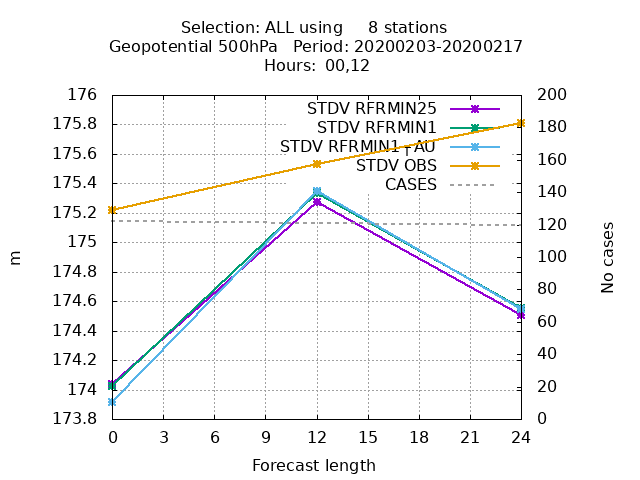 Selection: ALL using     8 stations
Geopotential 500hPa   Period: 20200203-20200217
Hours:  00,12
STDV RFRMIN25
STDV RFRMIN1
STDV RFRMIN1+AU
STDV OBS
CASES
176
175.8
175.6
175.4
175.2
175
174.8
174.6
174.4
174.2
174
173.8
200
180
160
140
120
100
80
60
40
20
0
m
No cases
0 3 6 9 12 15 18 21 24
Forecast length